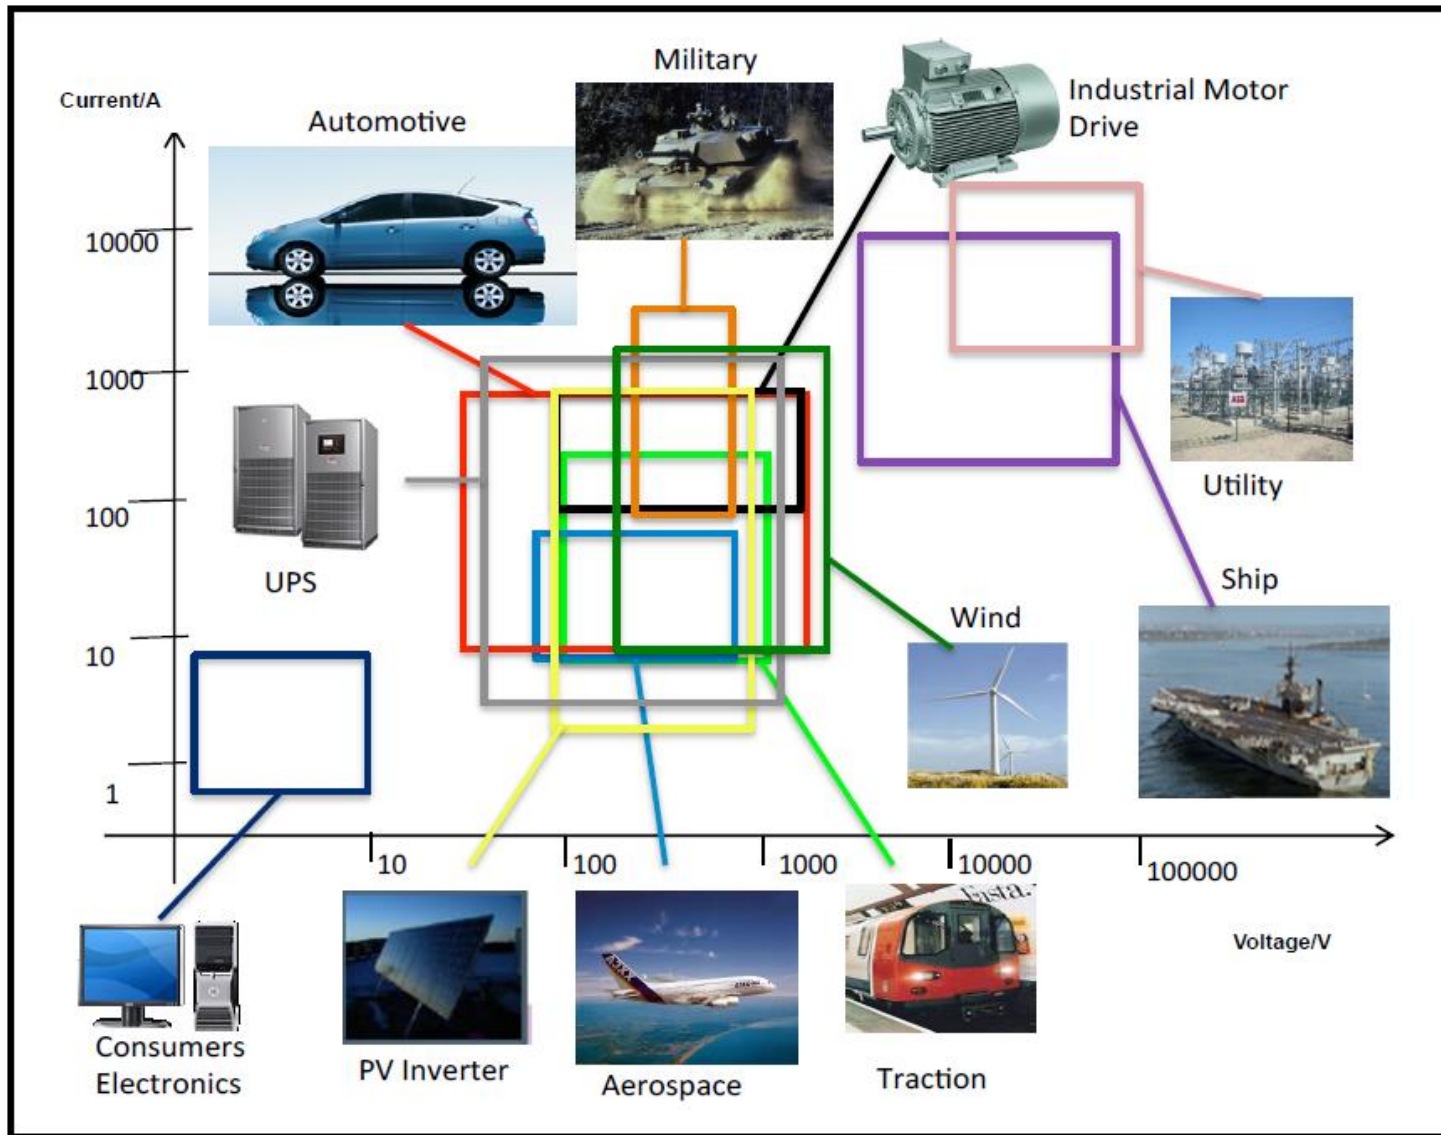 Military
Current/A
Automotive
Industrial Motor
Drive
10000
1000
100
10
1
UPS
ABB
Utility
Ship
Wind
10
100
1000
10000
100000
Voltage/V
Consumers
Electronics
PV Inverter
Aerospace
Traction